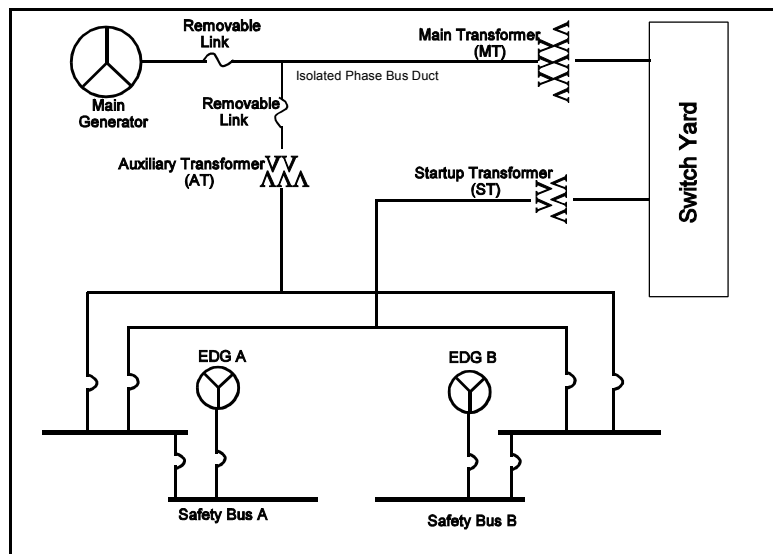 Removable
Link
Main Transformer
(MT)
Isolated Phase Bus Duct
Main
Generator
Removable
Link
Auxiliary Transformer
(AT)
Startup Transformer
(ST)
Switch Yard
EDG A
EDG B
Safety Bus A
Safety Bus B